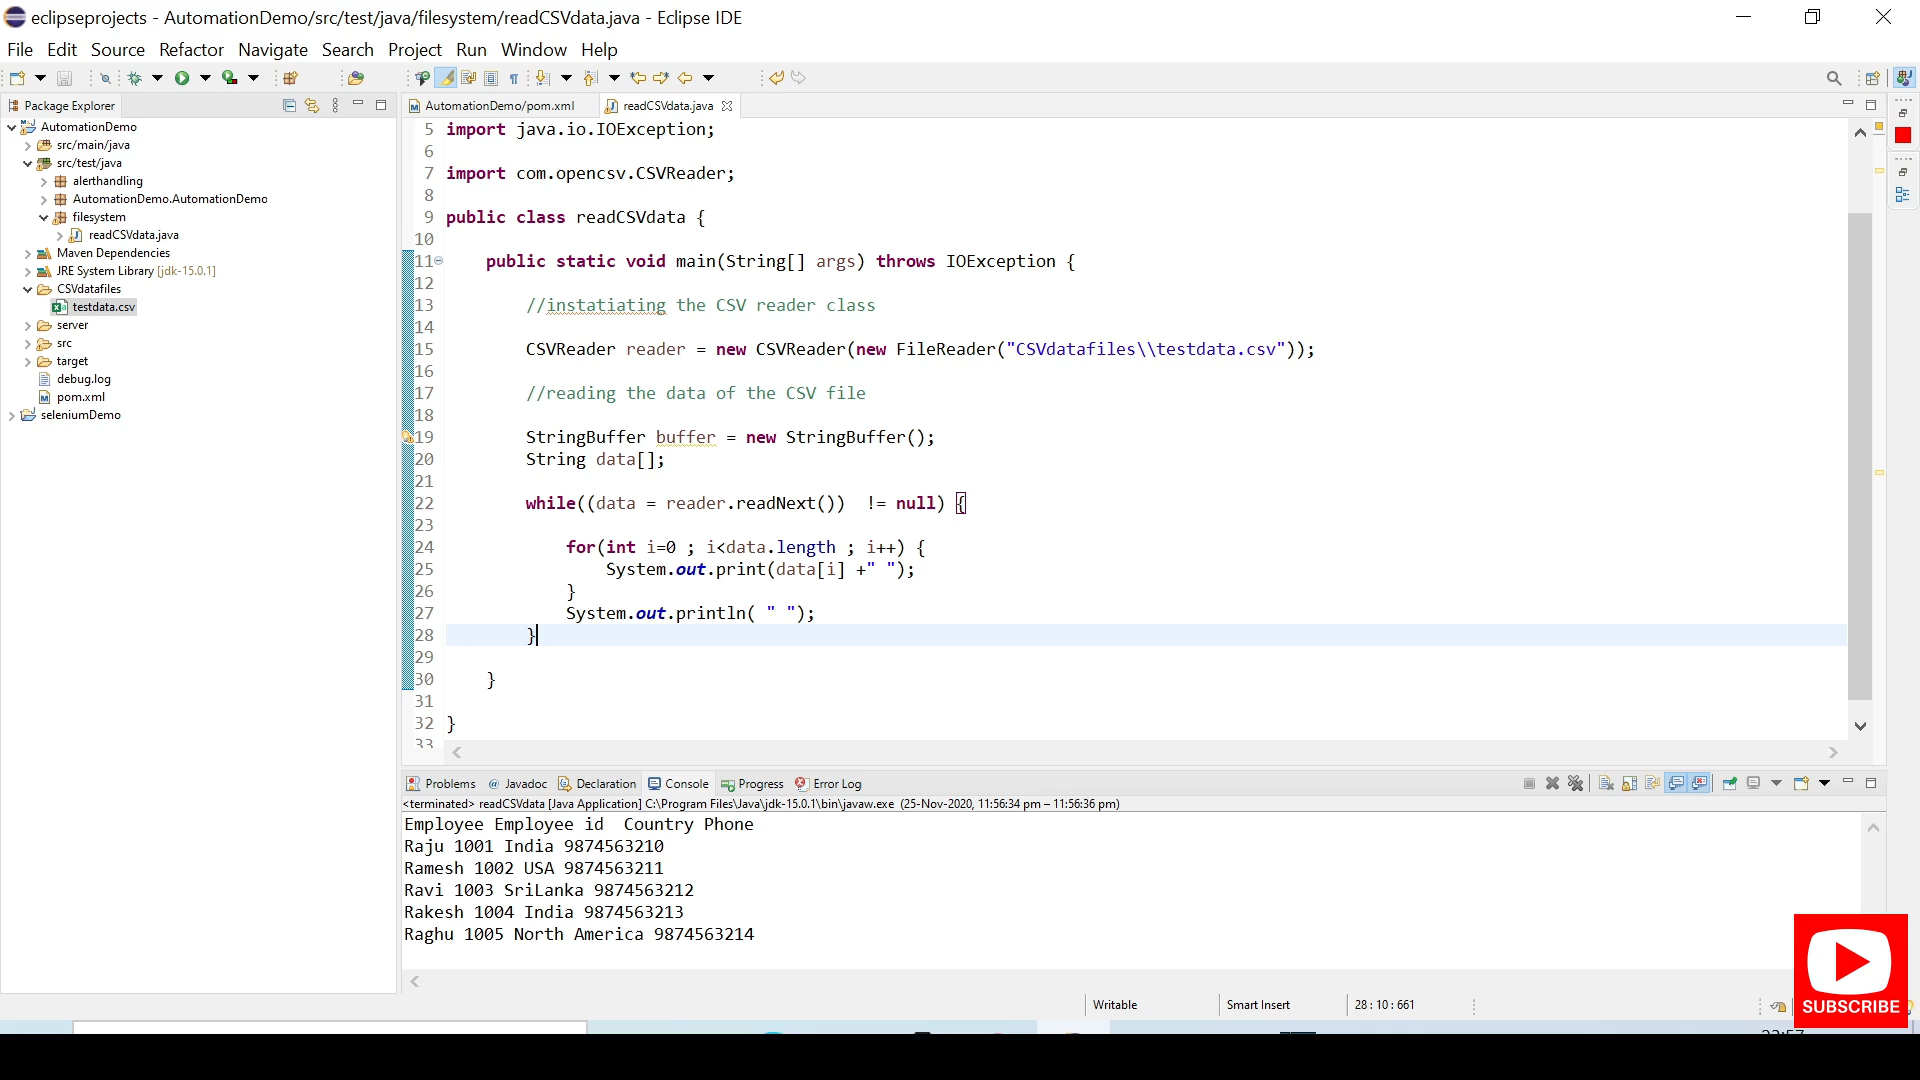 eclipseprojects - AutomationDemo/src/test/java/filesystem/readCSVdata.java - Eclipse IDE
File Edit Source Refactor Navigate Search Project Run Window Help
Package Explorer
AutomationDemo/pom.xml readCSVdata.java
AutomationDemo
src/main/java
src/test/java
alerthandling
AutomationDemo.AutomationDemo
filesystem
readCSVdata.java
Maven Dependencies
JRE System Library [jdk-15.0.1]
CSVdatafiles
testdata.csv
server
src
target
debug.log
pom.xml
seleniumDemo
5 import java.io.IOException;
6
7 import com.opencsv.CSVReader;
8
9 public class readCSVdata {
10
11 public static void main(String[] args) throws IOException {
12
13 //instatiating the CSV reader class
14
15 CSVReader reader = new CSVReader(new FileReader("CSVdatafiles\\testdata.csv"));
16
17 //reading the data of the CSV file
18
19 StringBuffer buffer = new StringBuffer();
20 String data[];
21
22 while((data = reader.readNext()) != null) {
23
24 for(int i=0 ; i<data.length ; i++) {
25 System.out.print(data[i] +" ");
26 }
27 System.out.println( " ");
28 }
29
30 }
31
32 }
33
Problems @ Javadoc Declaration Console Progress Error Log
<terminated> readCSVdata [Java Application] C:\Program Files\Java\jdk-15.0.1\bin\javaw.exe (25-Nov-2020, 11:56:34 pm – 11:56:36 pm)
Employee Employee id Country Phone
Raju 1001 India 9874563210
Ramesh 1002 USA 9874563211
Ravi 1003 SriLanka 9874563212
Rakesh 1004 India 9874563213
Raghu 1005 North America 9874563214
Writable Smart Insert 28 : 10 : 661
SUBSCRIBE